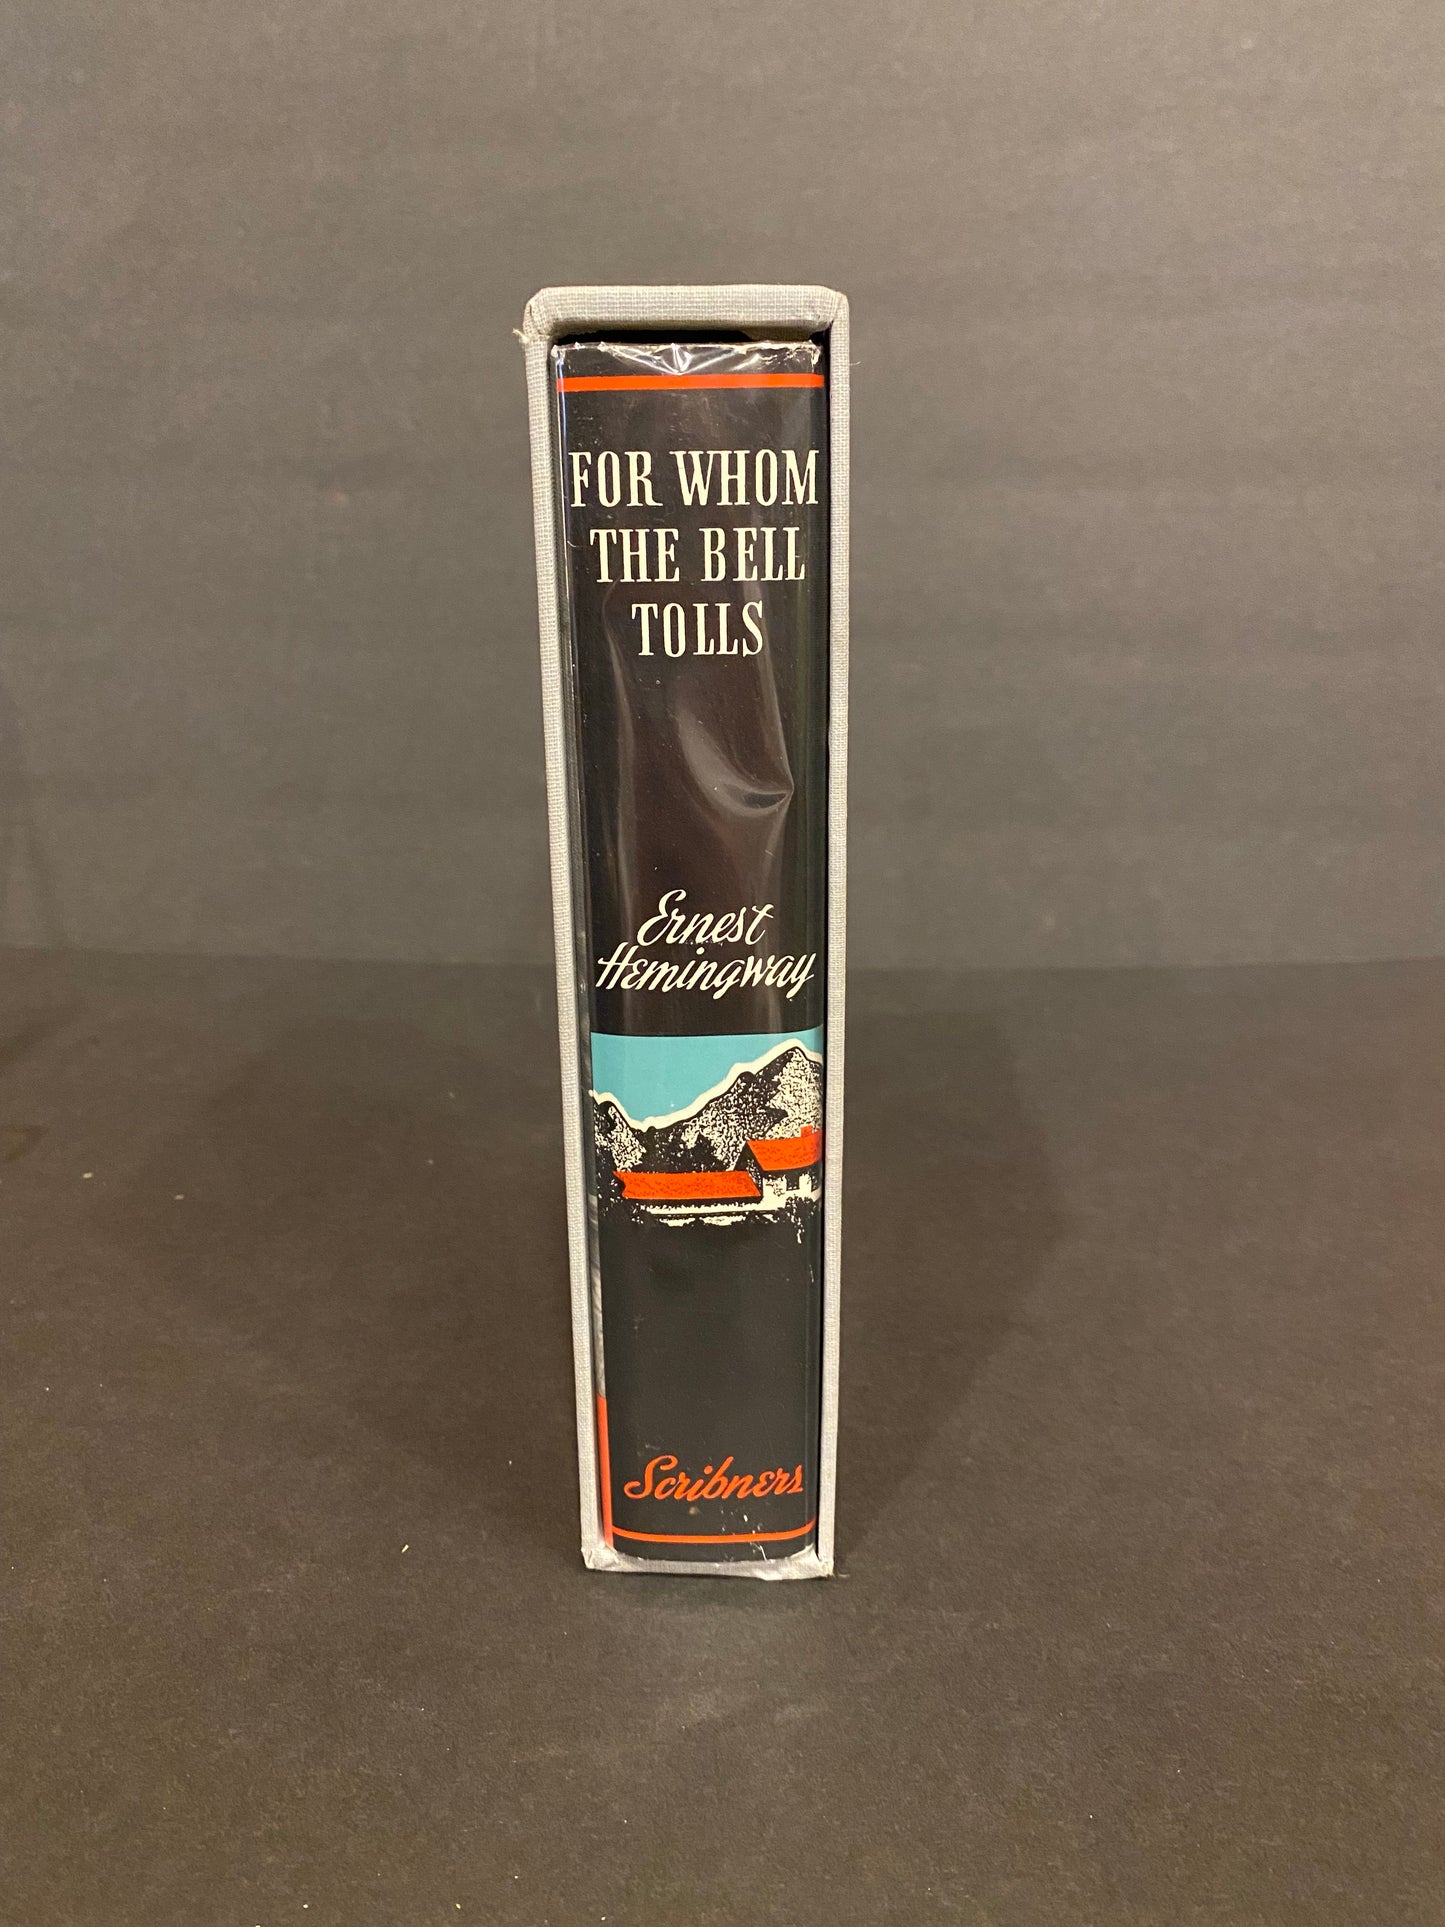 FOR WHOM
THE BELL
TOLLS
Ernest
Hemingway
Scribners